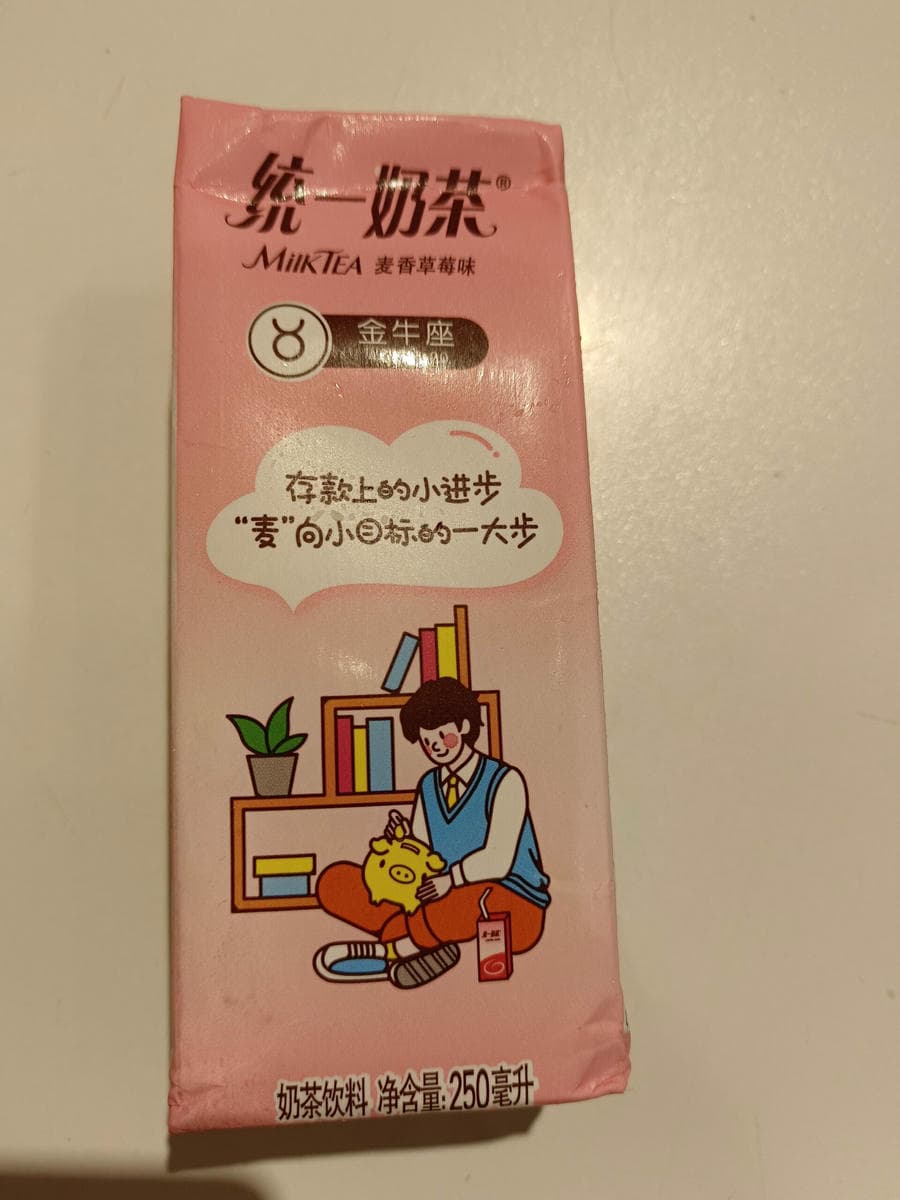 统一奶茶®
MilKTEA 麦香草莓味
金牛座
存款上的小进步
“麦”向小目标的一大步
奶茶饮料 净含量:250毫升